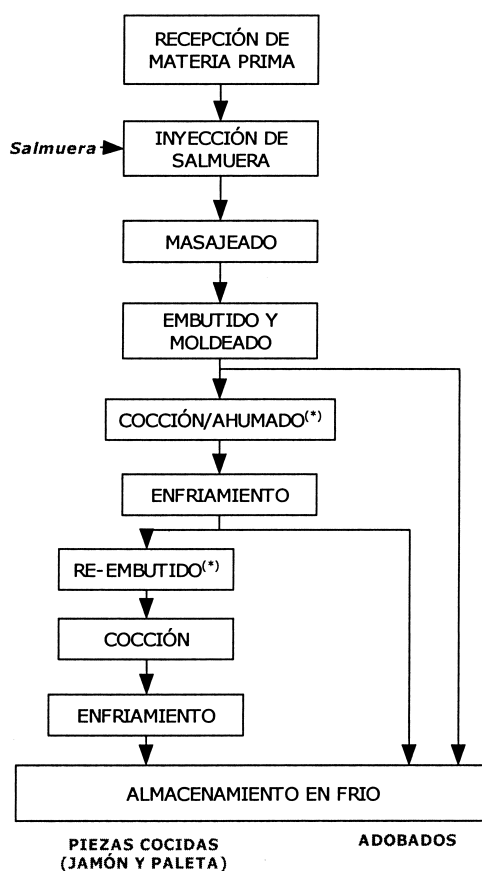 RECEPCIÓN DE
MATERIA PRIMA
Salmuera
INYECCIÓN DE
SALMUERA
MASAJEADO
EMBUTIDO Y
MOLDEADO
COCCIÓN/AHUMADO(*)
ENFRIAMIENTO
RE-EMBUTIDO(*)
COCCIÓN
ENFRIAMIENTO
ALMACENAMIENTO EN FRIO
PIEZAS COCIDAS
(JAMÓN Y PALETA)
ADOBADOS